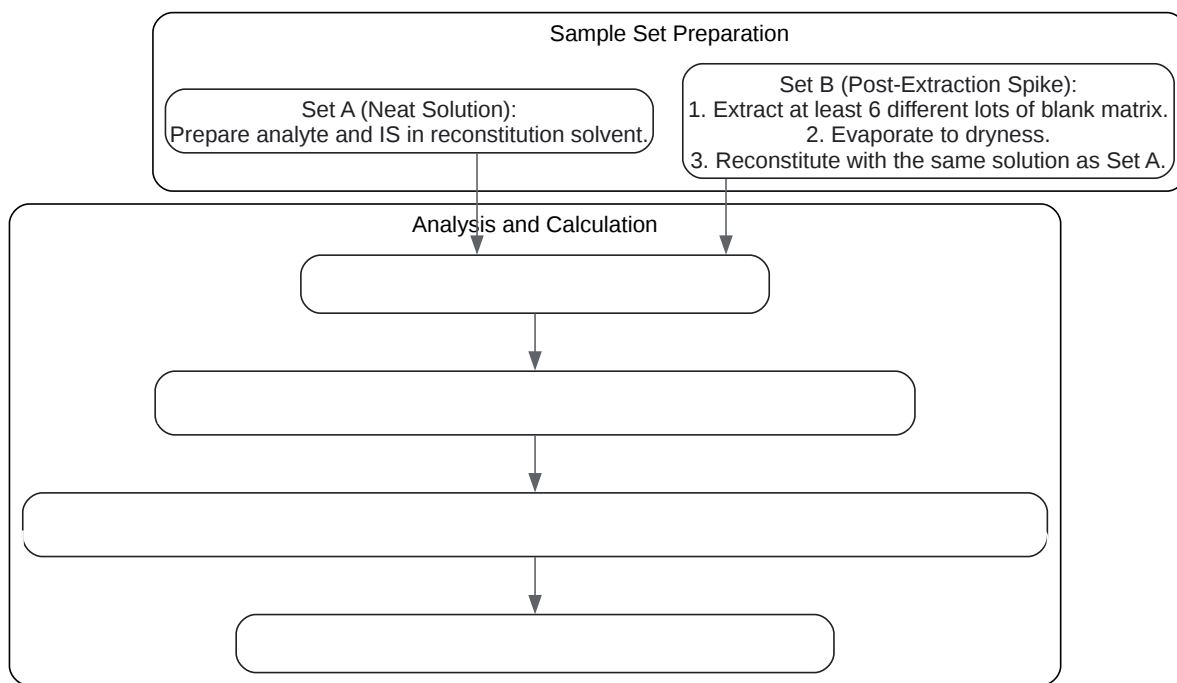 Sample Set Preparation
Set A (Neat Solution):
Prepare analyte and IS in reconstitution solvent.
Set B (Post-Extraction Spike):
1. Extract at least 6 different lots of blank matrix.
2. Evaporate to dryness.
3. Reconstitute with the same solution as Set A.
Analysis and Calculation